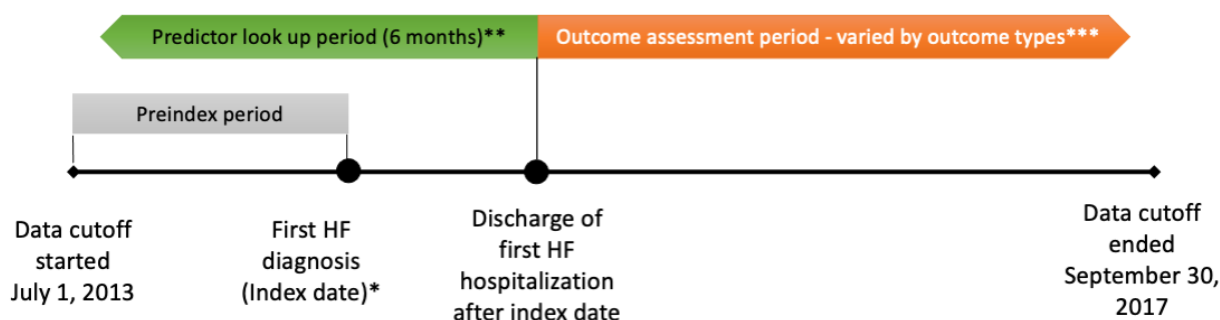 Predictor look up period (6 months)**
Outcome assessment period - varied by outcome types***
Preindex period
Data cutoff
started
July 1, 2013
First HF
diagnosis
(Index date)*
Discharge of
first HF
hospitalization
after index date
Data cutoff
ended
September 30,
2017